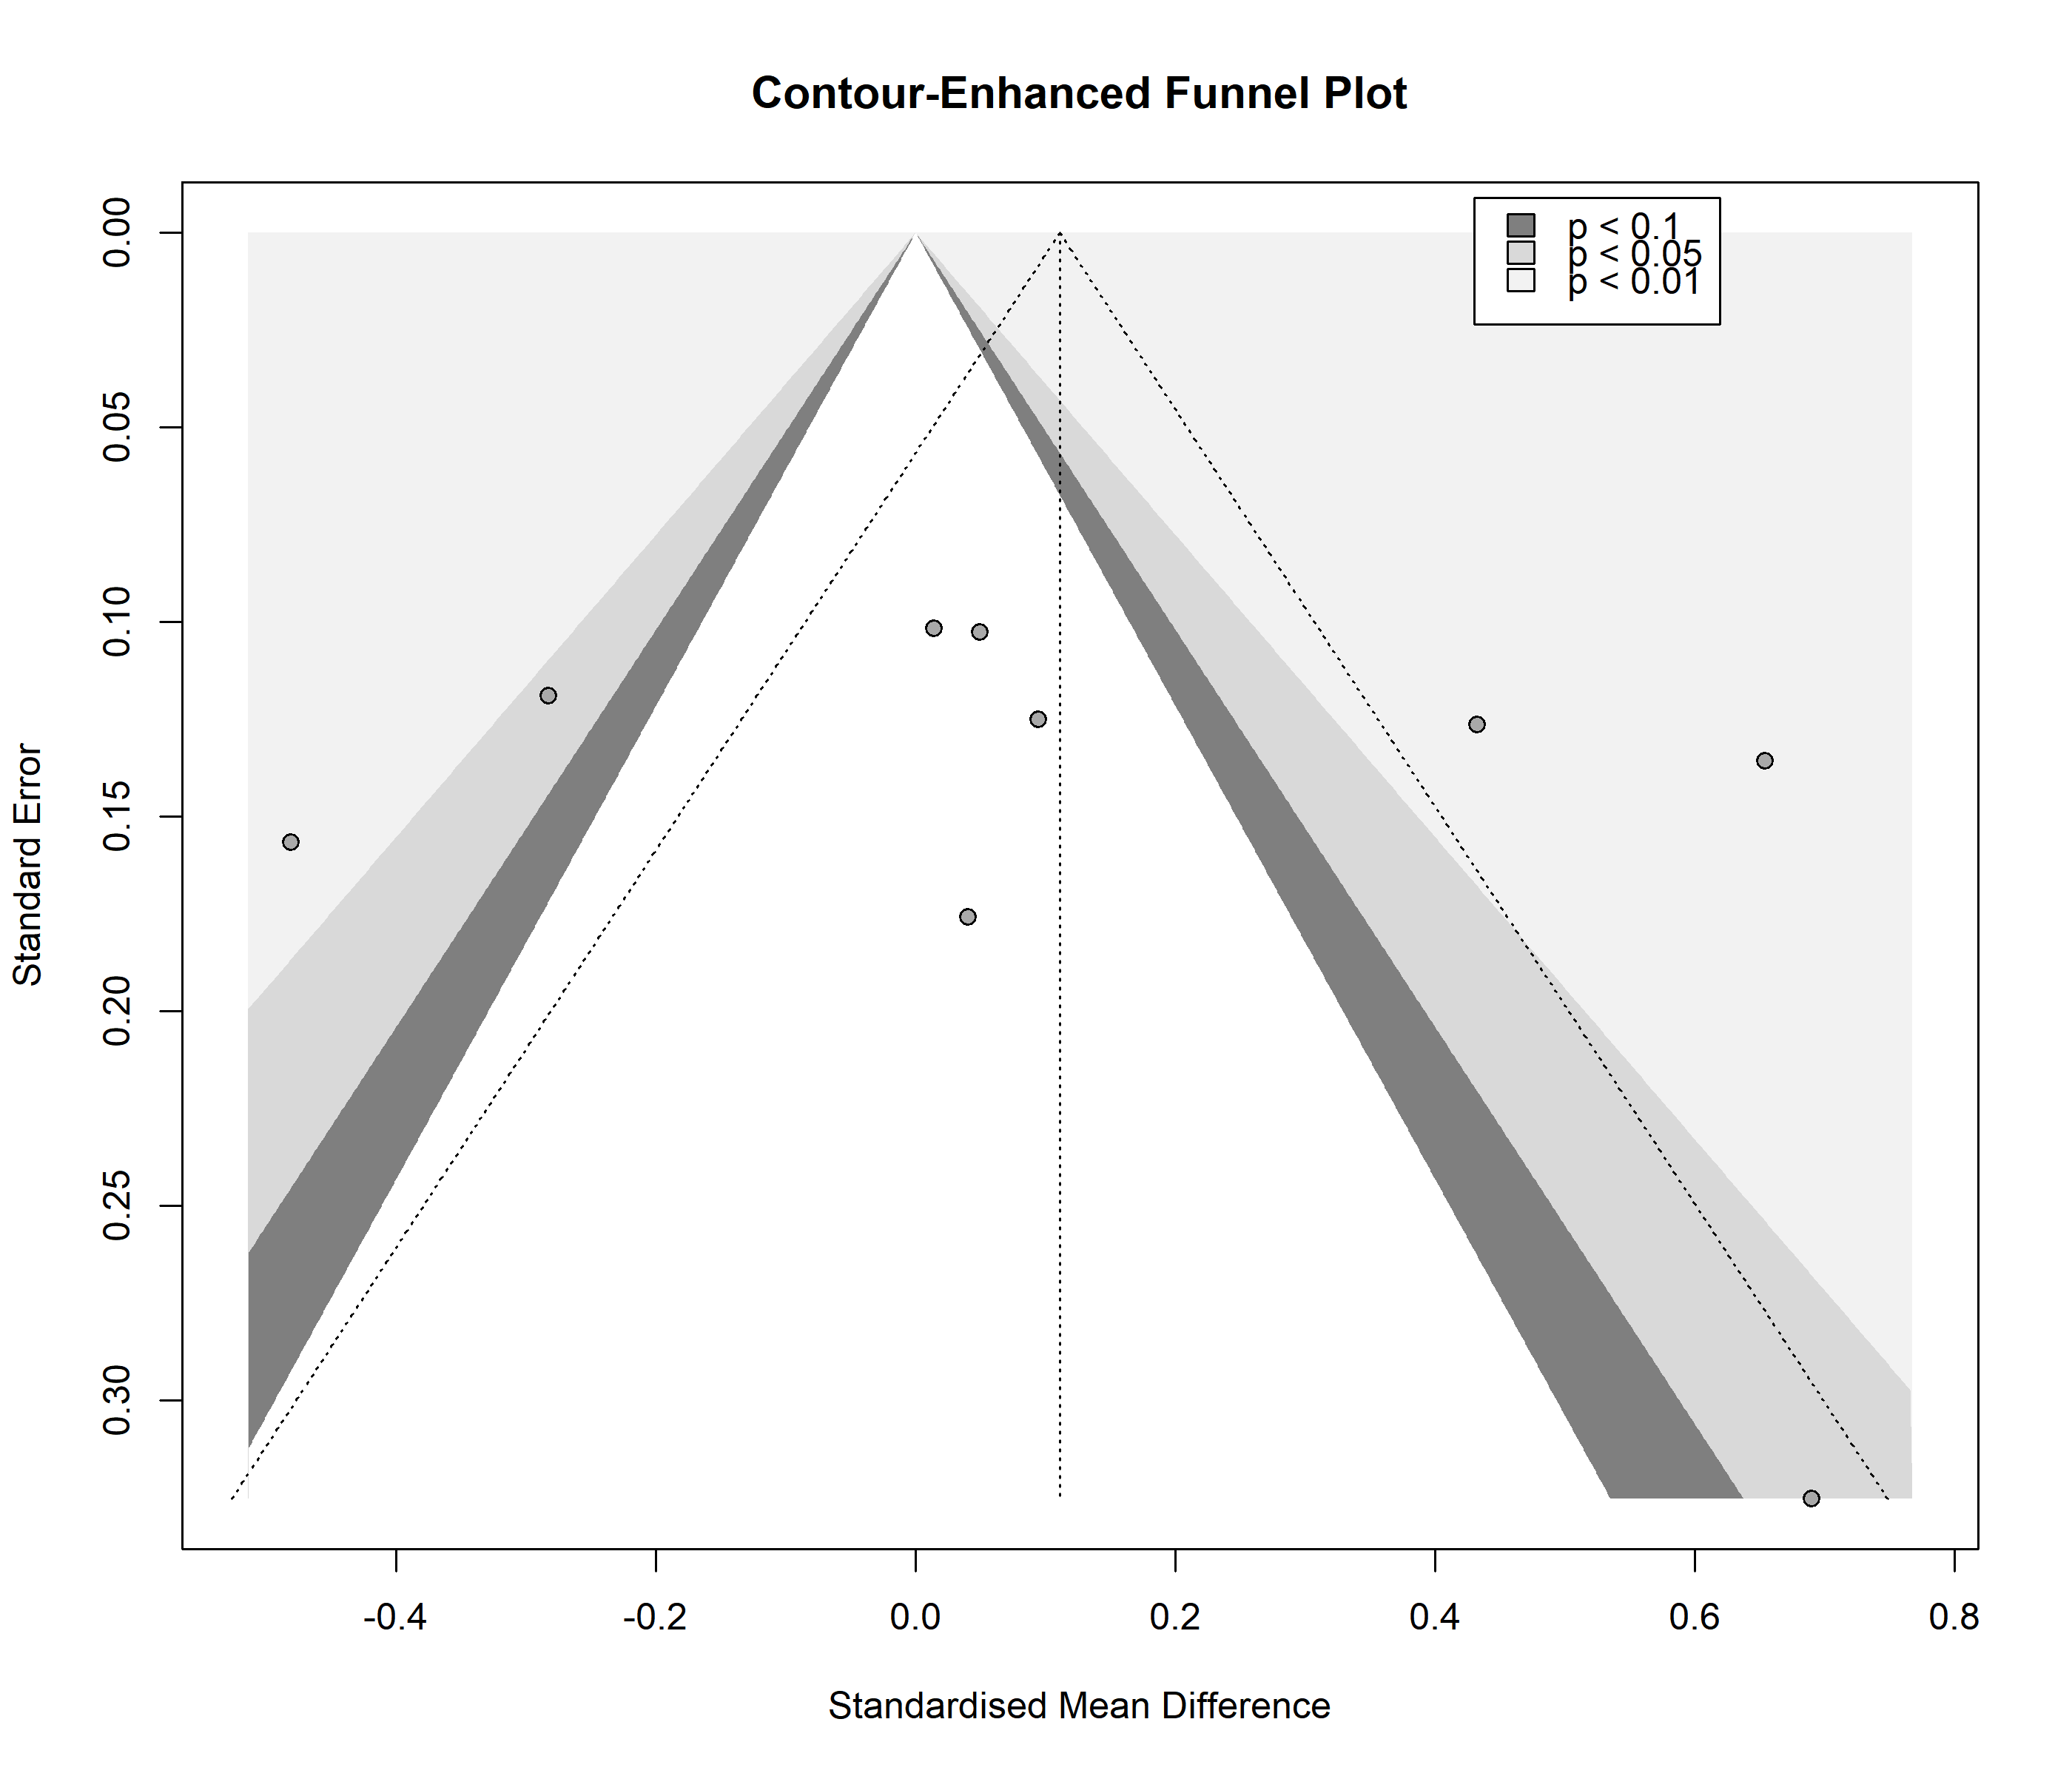 Contour-Enhanced Funnel Plot
p < 0.1
p < 0.05
p < 0.01
0.00
0.05
0.10
0.15
0.20
0.25
0.30
Standard Error
-0.4
-0.2
0.0
0.2
0.4
0.6
0.8
Standardised Mean Difference